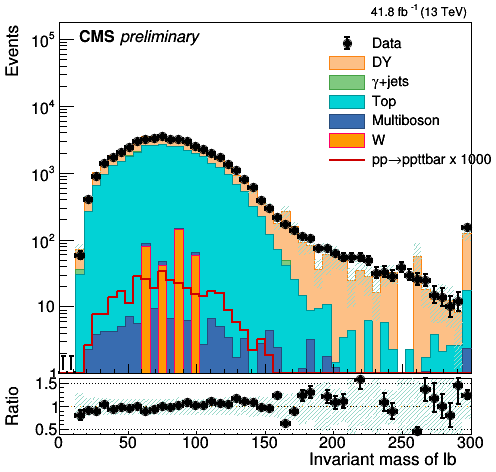 41.8 fb⁻¹ (13 TeV)
CMS preliminary
Events
10⁵
10⁴
10³
10²
10
1
Data
DY
γ+jets
Top
Multiboson
W
pp→ppttbar x 1000
Ratio
1.5
1
0.5
0 50 100 150 200 250 300
Invariant mass of lb